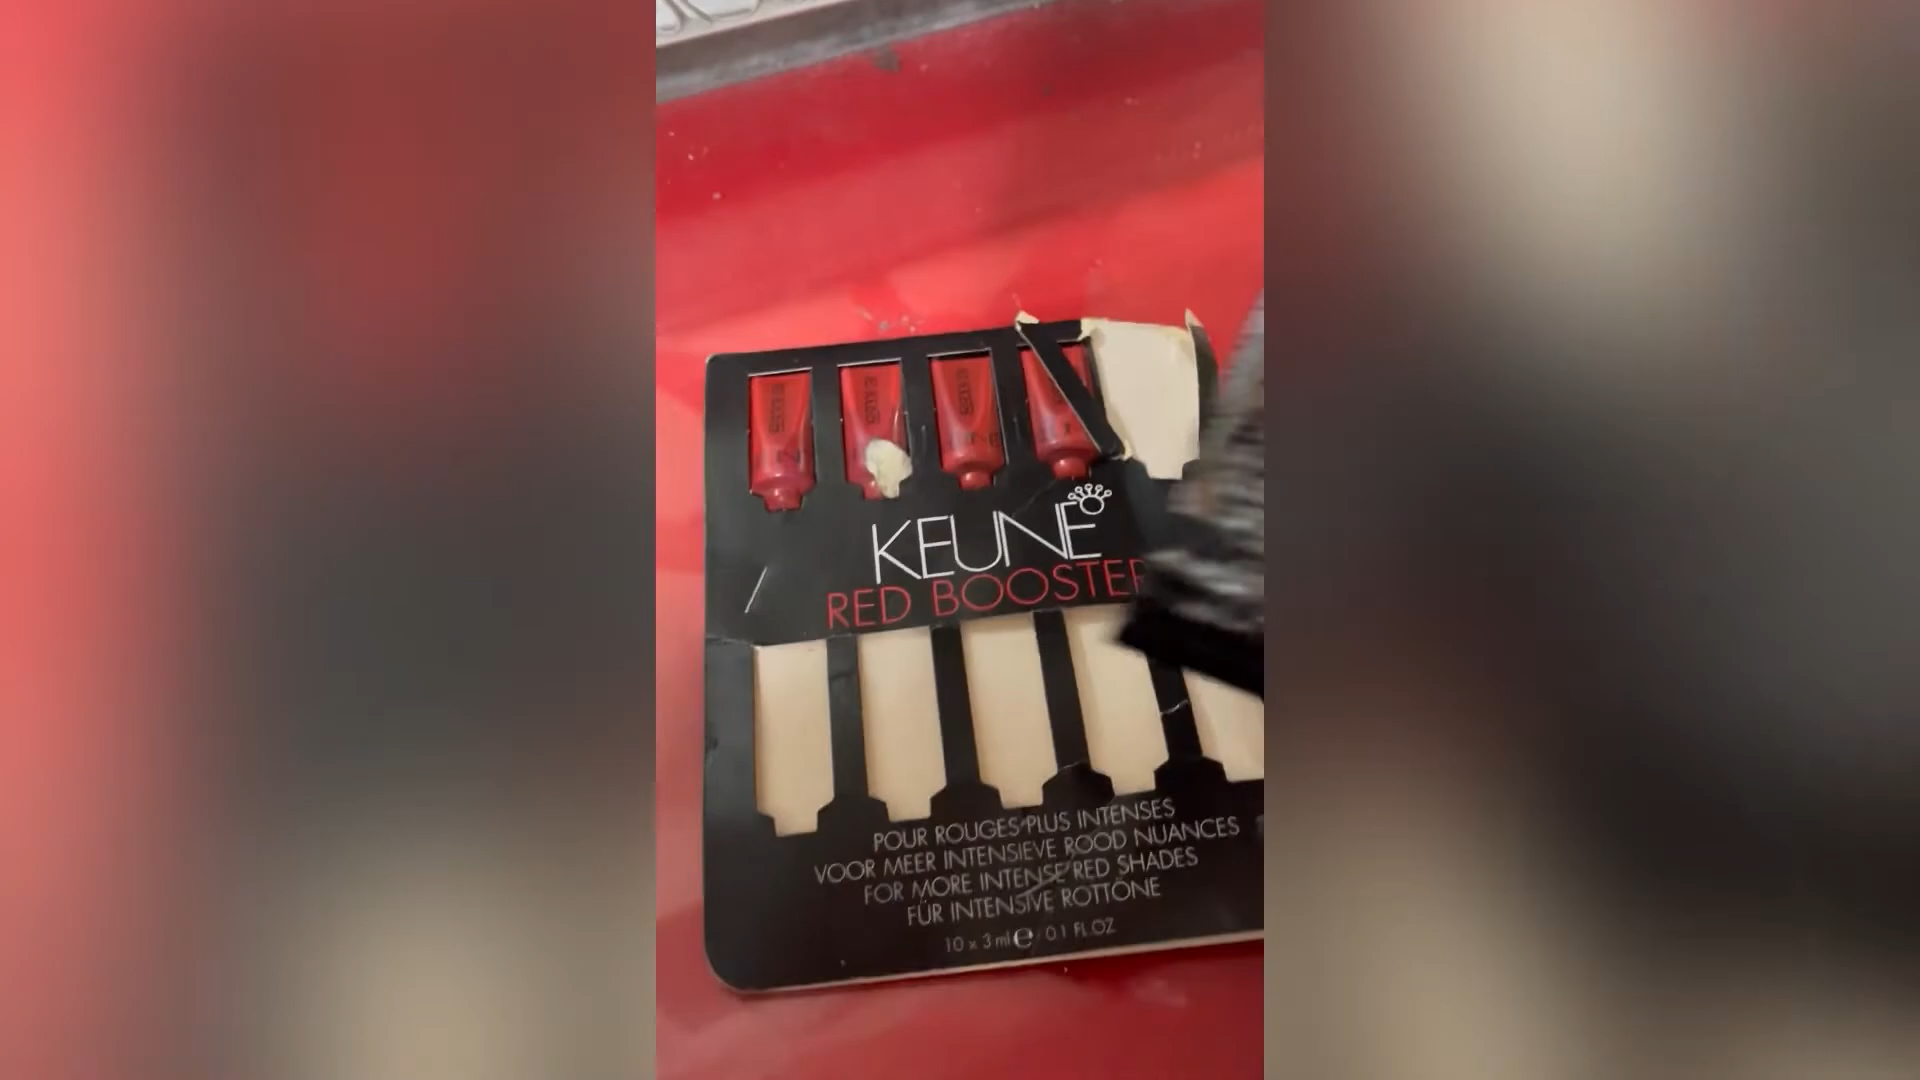 KEUNE
RED BOOSTER
POUR ROUGES PLUS INTENSES
VOOR MEER INTENSIEVE ROOD NUANCES
FOR MORE INTENSE RED SHADES
FÜR INTENSIVE ROTTÖNE
10 x 3 ml e 0.1 FL.OZ